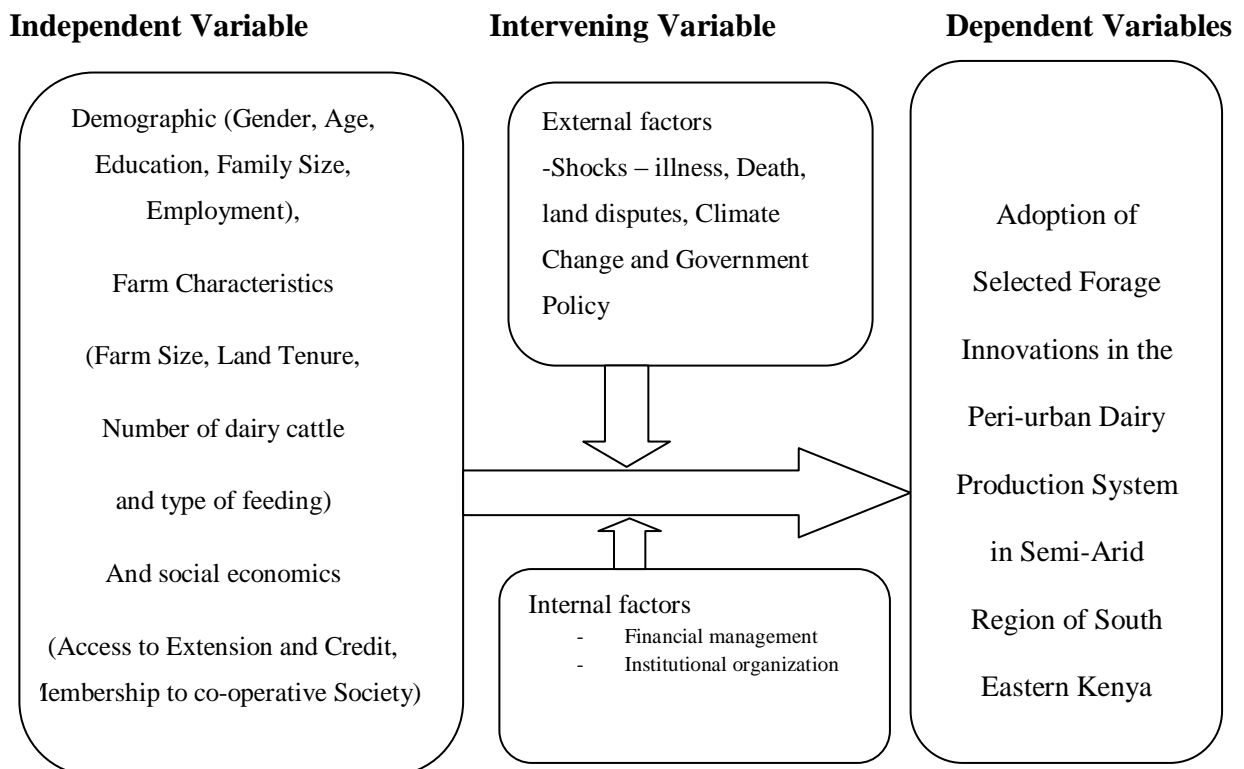 Independent Variable
Intervening Variable
Dependent Variables
Demographic (Gender, Age,
Education, Family Size,
Employment),
Farm Characteristics
(Farm Size, Land Tenure,
Number of dairy cattle
and type of feeding)
And social economics
(Access to Extension and Credit,
Membership to co-operative Society)
External factors
-Shocks – illness, Death,
land disputes, Climate
Change and Government
Policy
Internal factors
- Financial management
- Institutional organization
Adoption of
Selected Forage
Innovations in the
Peri-urban Dairy
Production System
in Semi-Arid
Region of South
Eastern Kenya